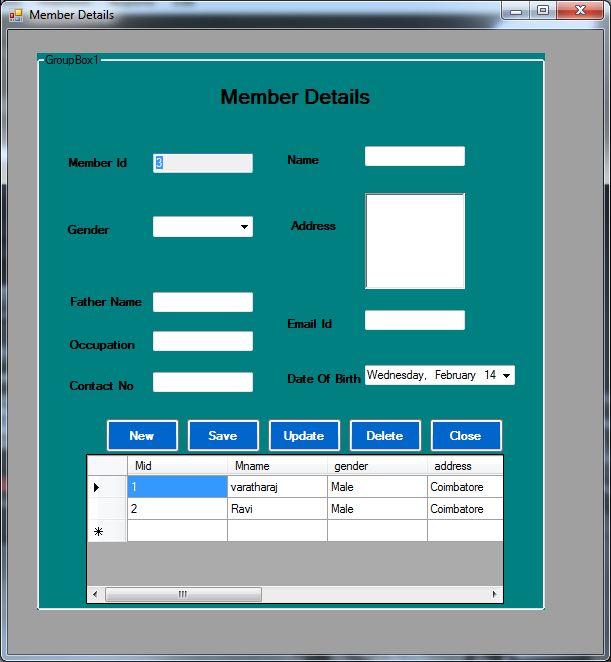 Member Details
GroupBox1
Member Details
Member Id 3 Name
Gender Address
Father Name
Email Id
Occupation
Contact No Date Of Birth Wednesday, February 14
New Save Update Delete Close
Mid Mname gender address
1 varatharaj Male Coimbatore
2 Ravi Male Coimbatore